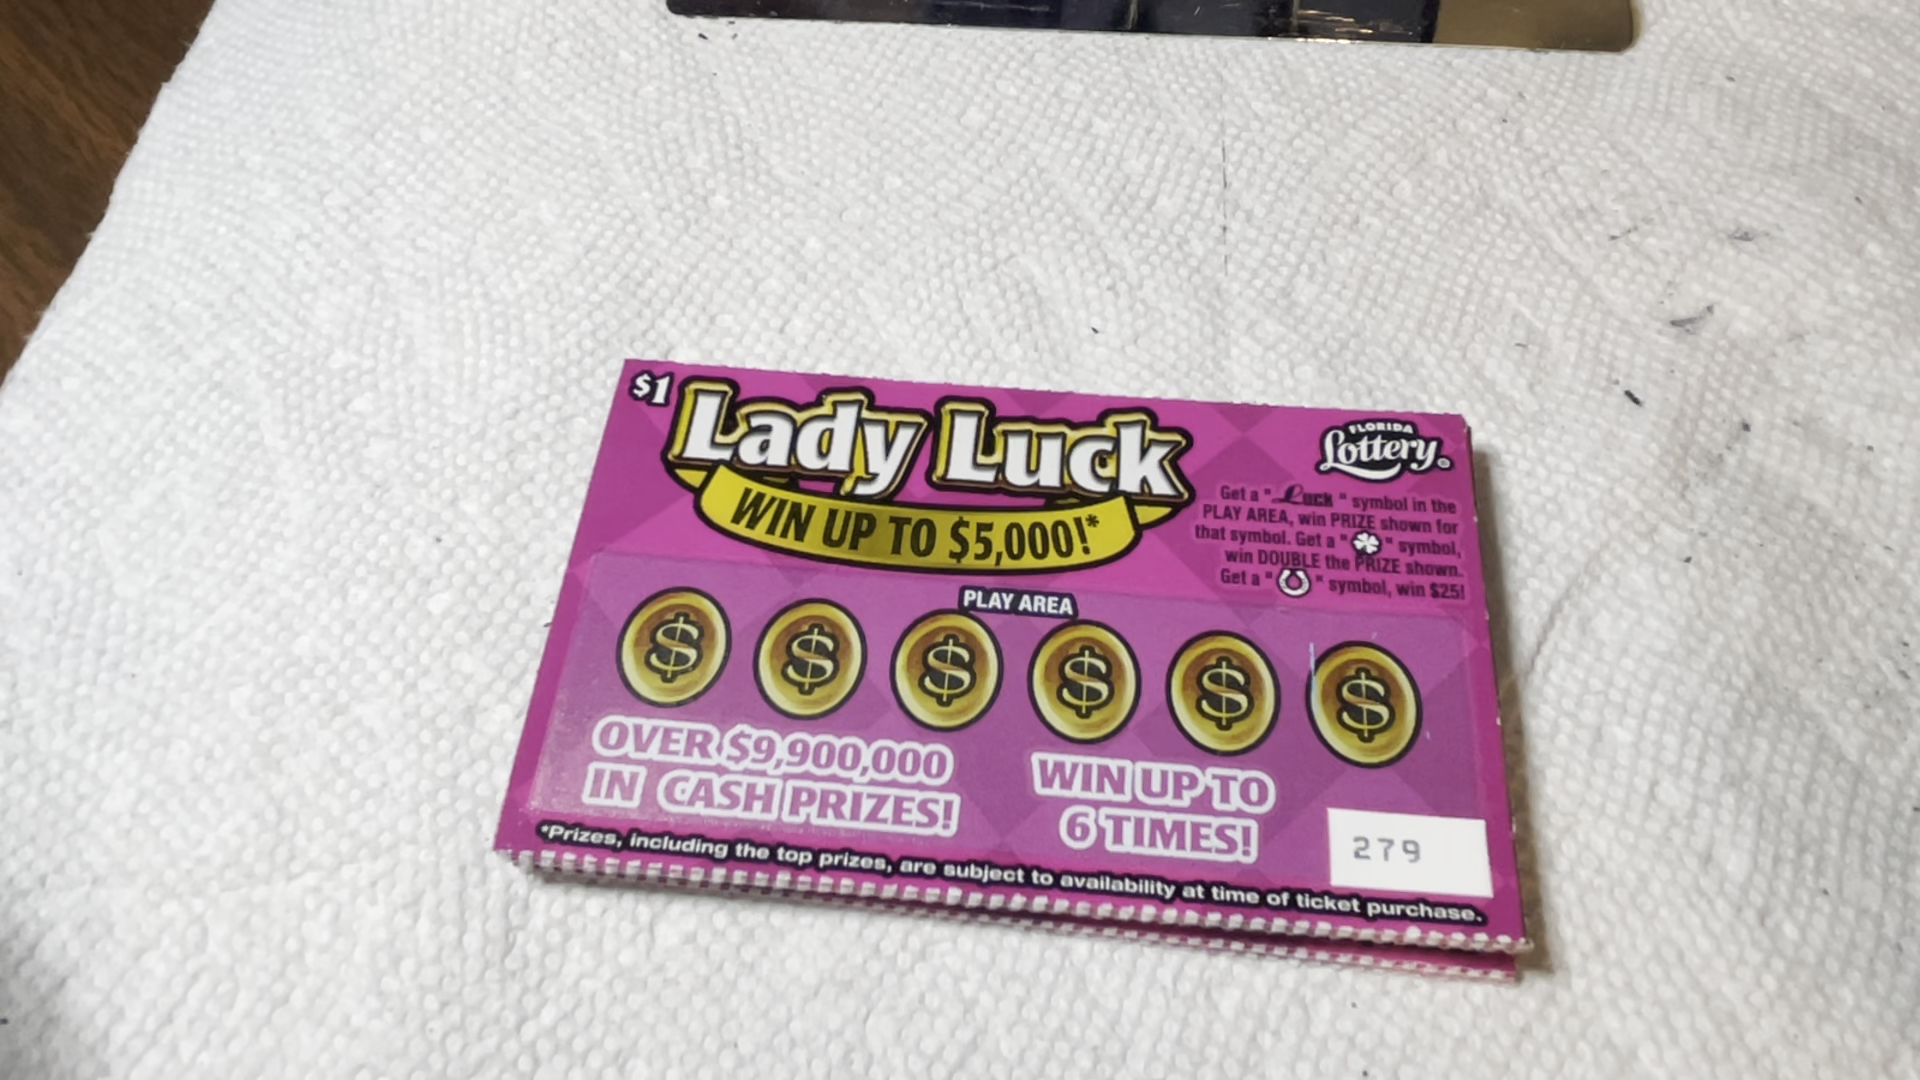 $1
Lady Luck
WIN UP TO $5,000!*
FLORIDA
Lottery®
Get a "Luck" symbol in the
PLAY AREA, win PRIZE shown for
that symbol. Get a " " symbol,
win DOUBLE the PRIZE shown.
Get a " " symbol, win $25!
PLAY AREA
$ $ $ $ $ $
OVER $9,900,000
IN CASH PRIZES!
WIN UP TO
6 TIMES!
279
*Prizes, including the top prizes, are subject to availability at time of ticket purchase.